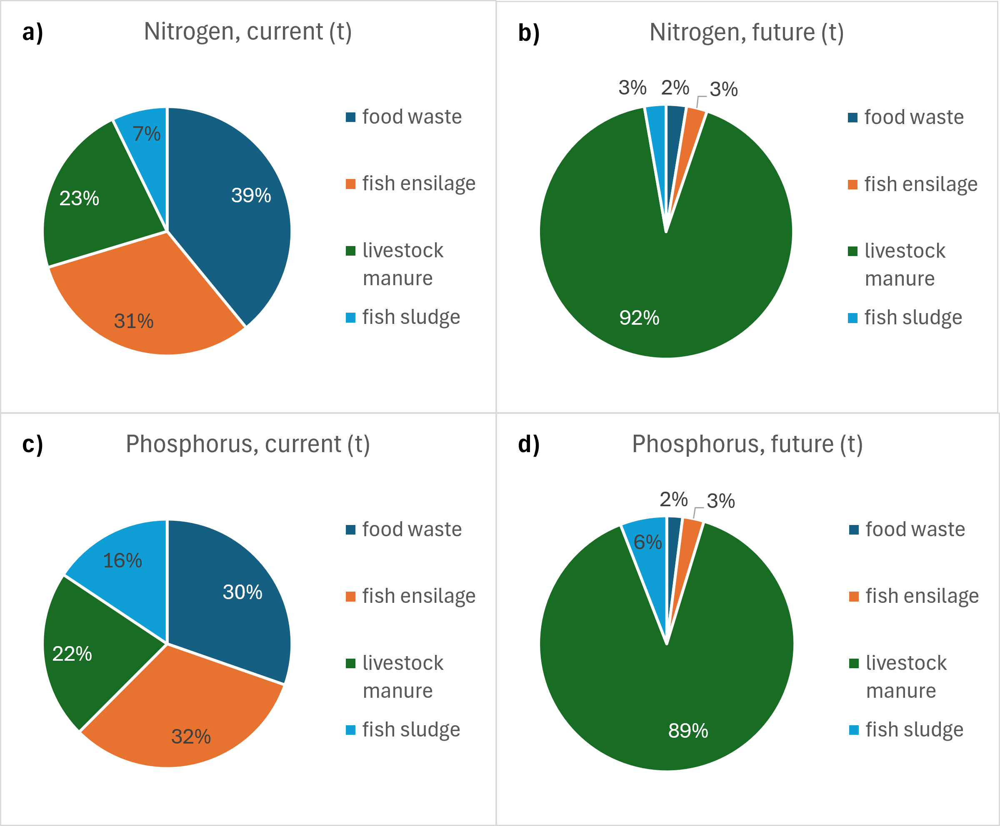 a) Nitrogen, current (t)
7%
39%
23%
31%
food waste
fish ensilage
livestock
manure
fish sludge
b) Nitrogen, future (t)
3% 2% 3%
92%
food waste
fish ensilage
livestock
manure
fish sludge
c) Phosphorus, current (t)
16%
30%
22%
32%
food waste
fish ensilage
livestock
manure
fish sludge
d) Phosphorus, future (t)
2% 3%
6%
89%
food waste
fish ensilage
livestock
manure
fish sludge